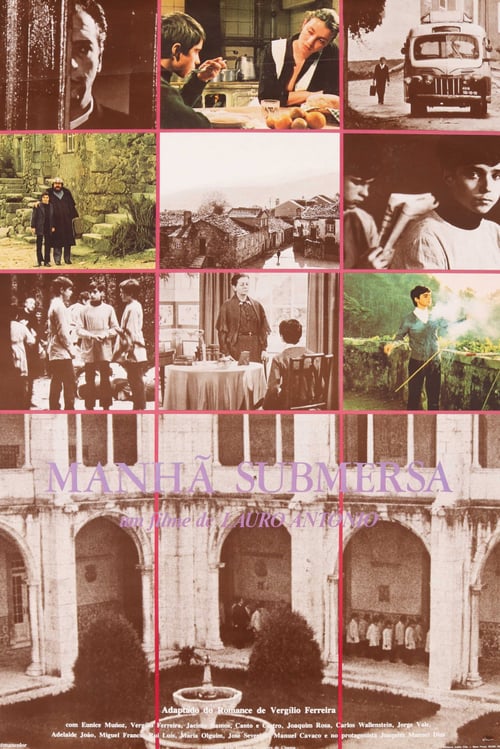 MANHÃ SUBMERSA
um filme de LAURO ANTÓNIO
Adaptado do Romance de Vergílio Ferreira
com Eunice Muñoz, Vergílio Ferreira, Jacinto Ramos, Canto e Castro, Joaquim Rosa, Carlos Wallenstein, Jorge Vale,
Adelaide João, Miguel Franco, Rui Luís, Maria Olguim, José Severino, Manuel Cavaco e no protagonista Joaquim Manuel Dias